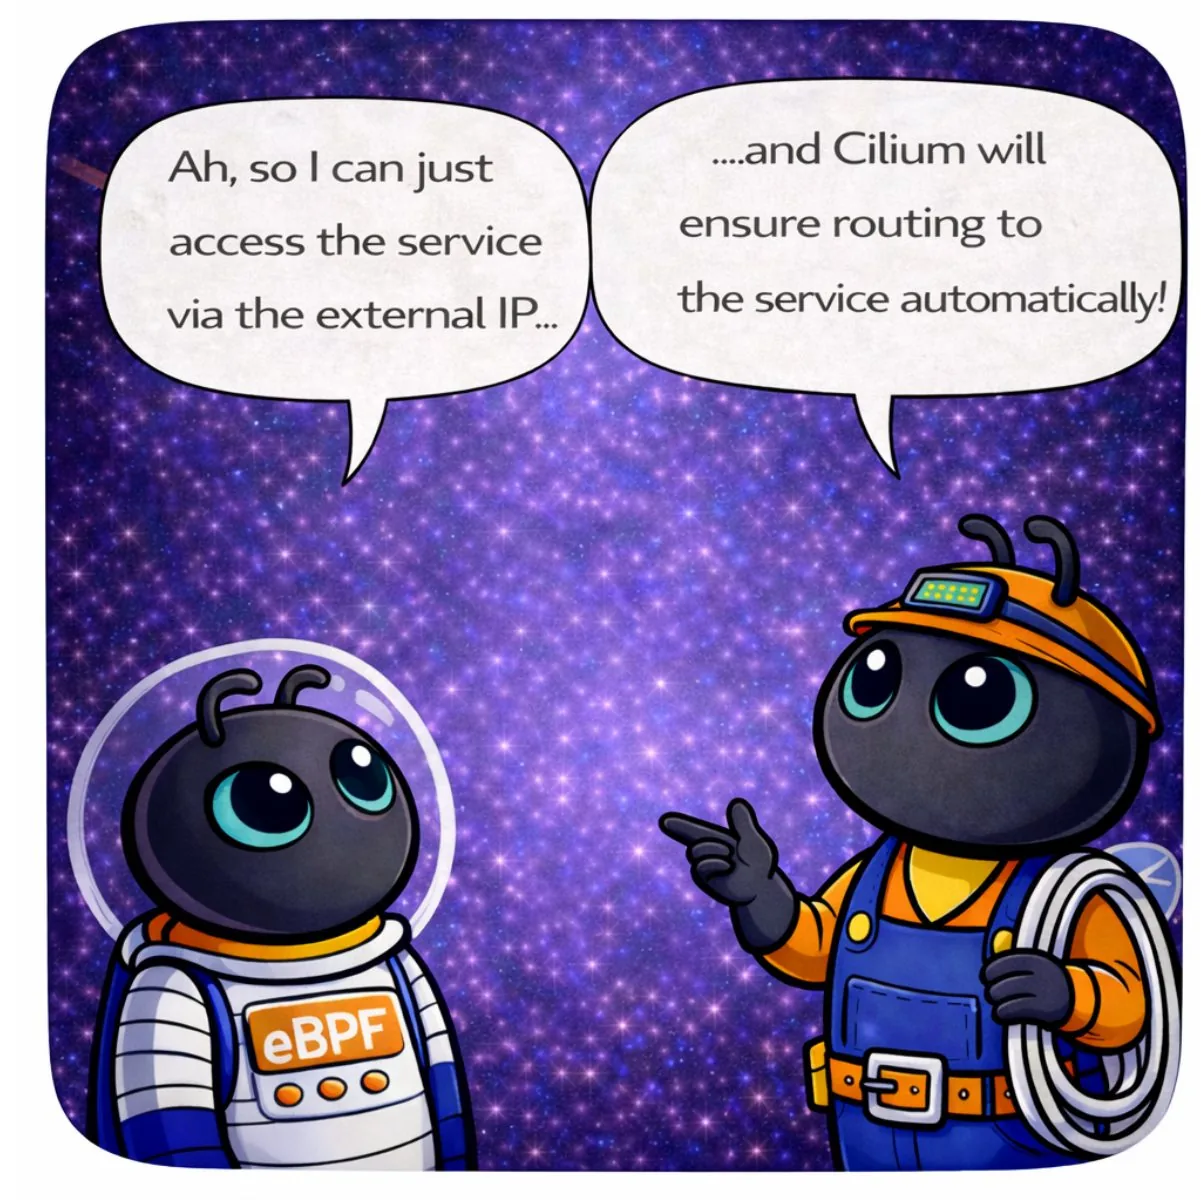 Ah, so I can just
access the service
via the external IP...
....and Cilium will
ensure routing to
the service automatically!
eBPF